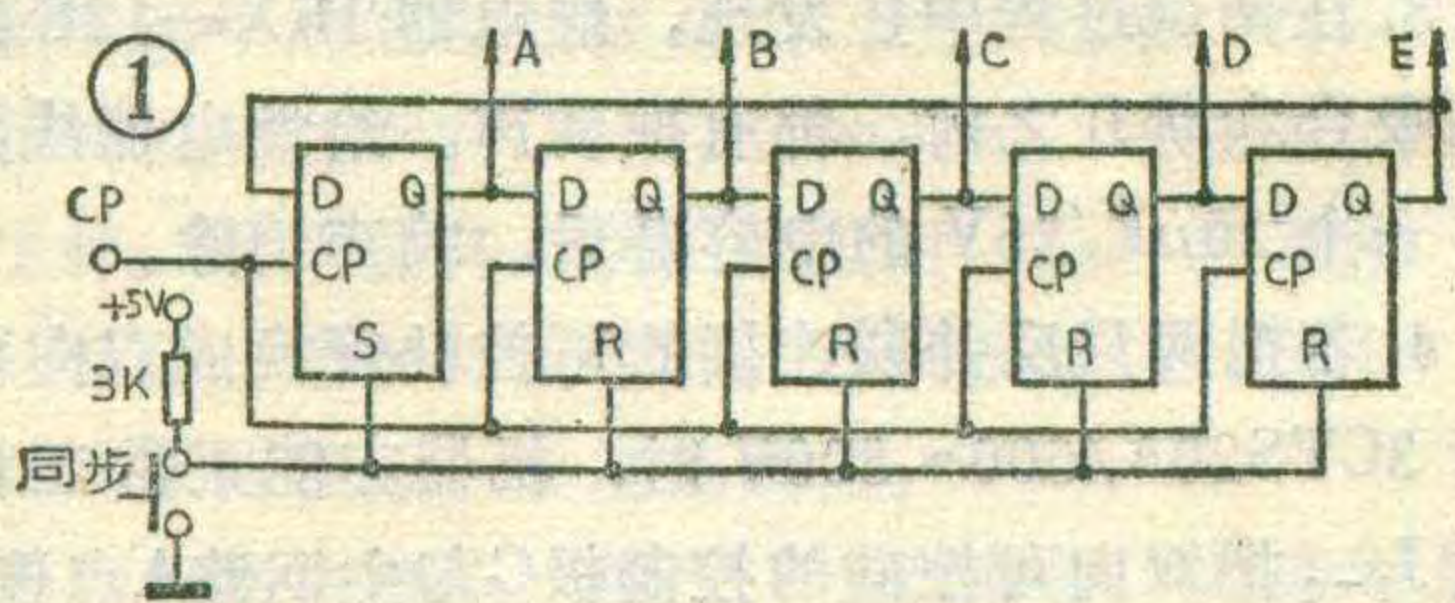 ①
A B C D E
CP
D Q D Q D Q D Q D Q
CP CP CP CP CP
+5V
S R R R R
3K
同步